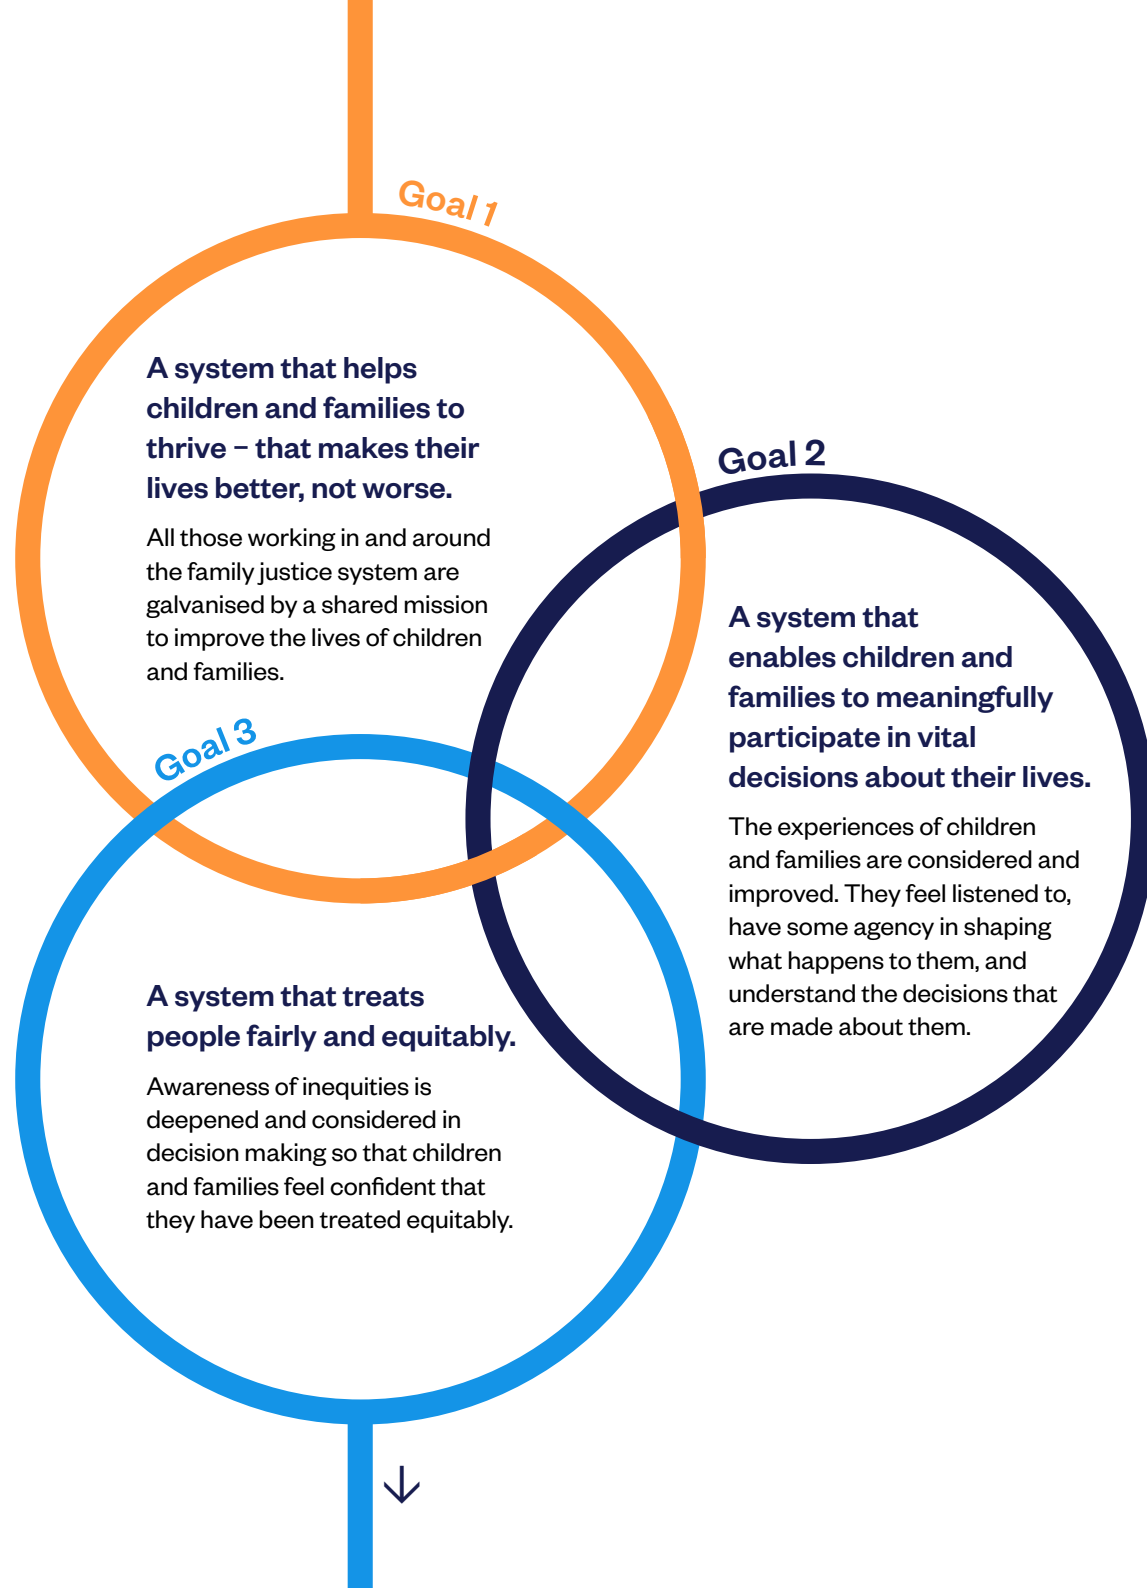 Goal 1
A system that helps
children and families to
thrive – that makes their
lives better, not worse.
All those working in and around
the family justice system are
galvanised by a shared mission
to improve the lives of children
and families.
Goal 2
A system that
enables children and
families to meaningfully
participate in vital
decisions about their lives.
The experiences of children
and families are considered and
improved. They feel listened to,
have some agency in shaping
what happens to them, and
understand the decisions that
are made about them.
Goal 3
A system that treats
people fairly and equitably.
Awareness of inequities is
deepened and considered in
decision making so that children
and families feel confident that
they have been treated equitably.